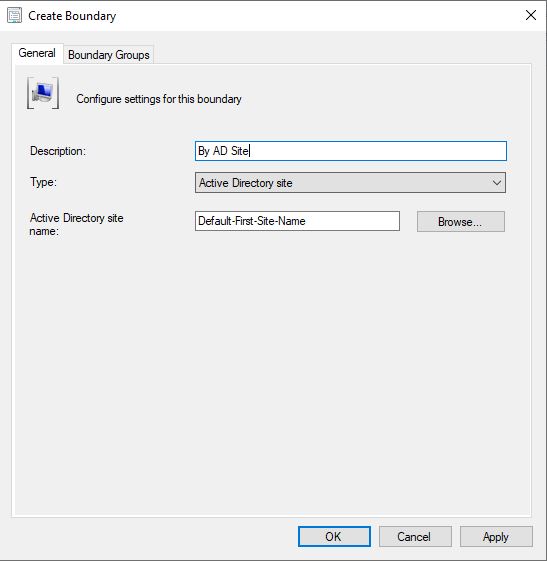 Create Boundary
General
Boundary Groups
Configure settings for this boundary
Description:
By AD Site
Type:
Active Directory site
Active Directory site
name:
Default-First-Site-Name
Browse...
OK
Cancel
Apply